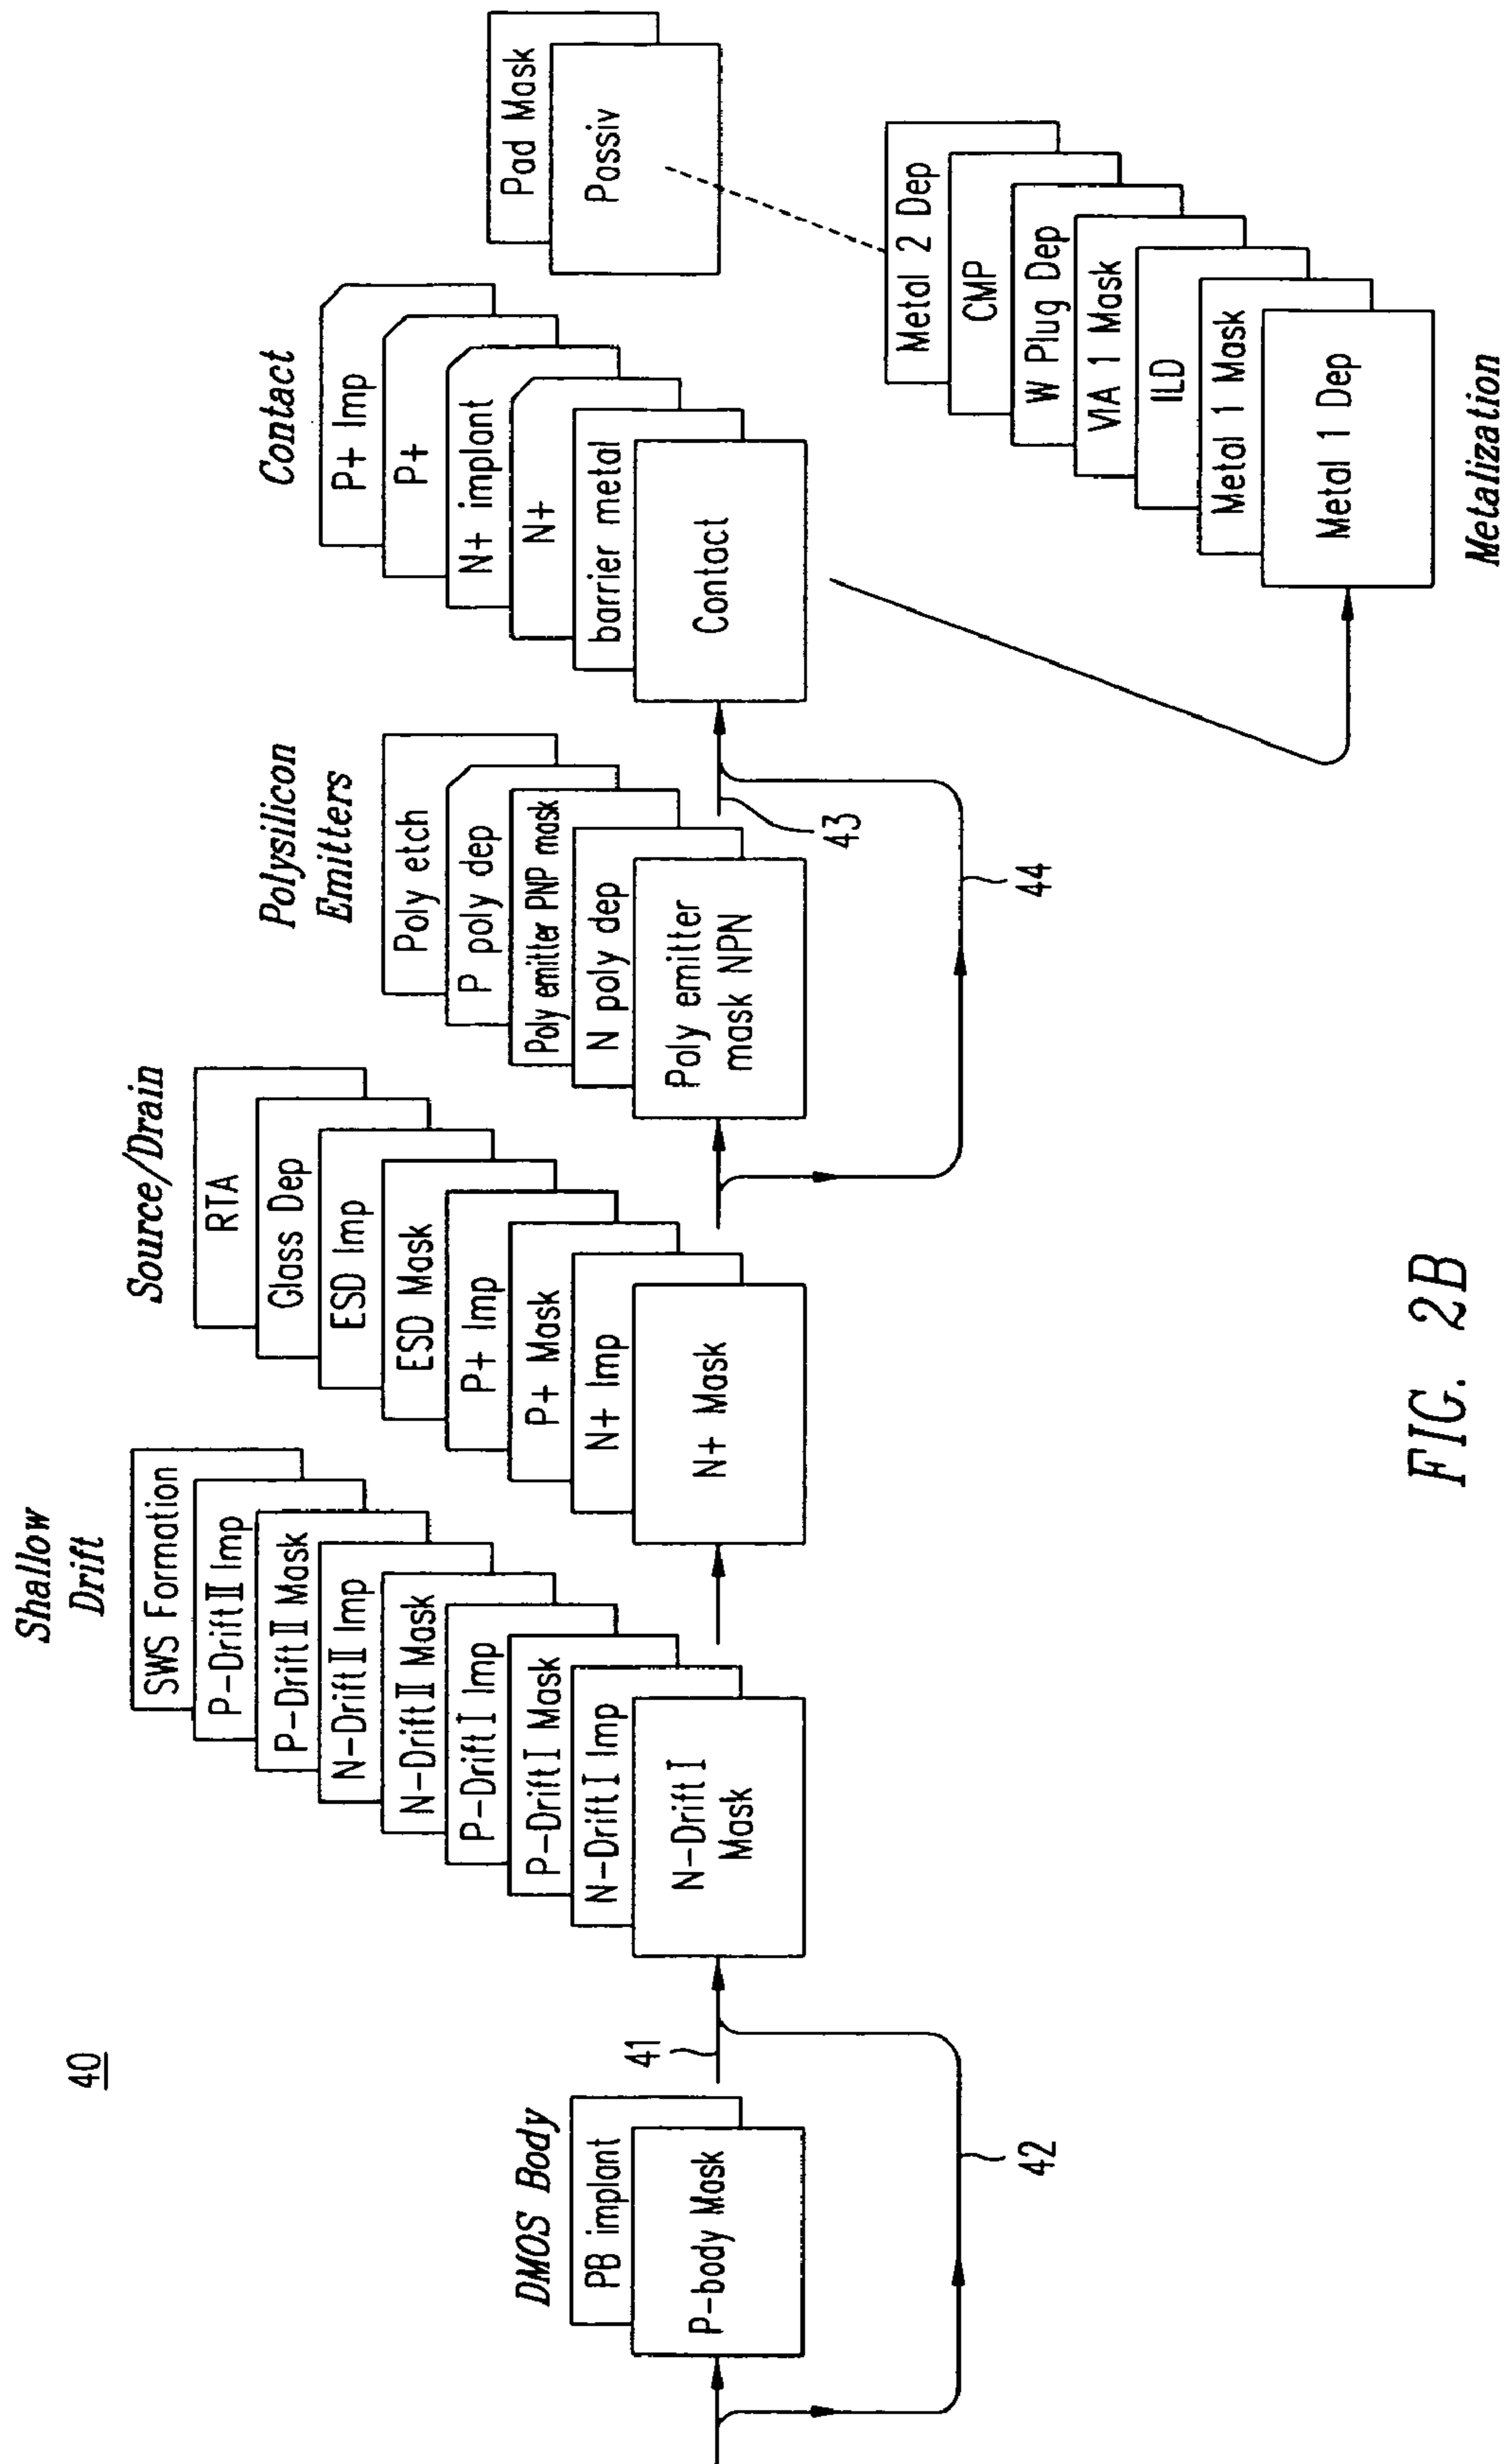 40
DMOS Body
PB implant
P-body Mask
41
42
Shallow
Drift
SWS Formation
P-Drift II Imp
P-Drift II Mask
N-Drift II Imp
N-Drift II Mask
P-Drift I Imp
P-Drift I Mask
N-Drift I Imp
N-Drift I
Mask
Source/Drain
RTA
Glass Dep
ESD Imp
ESD Mask
P+ Imp
P+ Mask
N+ Imp
N+ Mask
Polysilicon
Emitters
Poly etch
P poly dep
Poly emitter PNP mask
N poly dep
Poly emitter
mask NPN
43
44
Contact
P+ Imp
P+
N+ implant
N+
barrier metal
Contact
Pad Mask
Passiv
Metal 2 Dep
CMP
W Plug Dep
VIA 1 Mask
ILD
Metal 1 Mask
Metal 1 Dep
Metalization
FIG. 2B